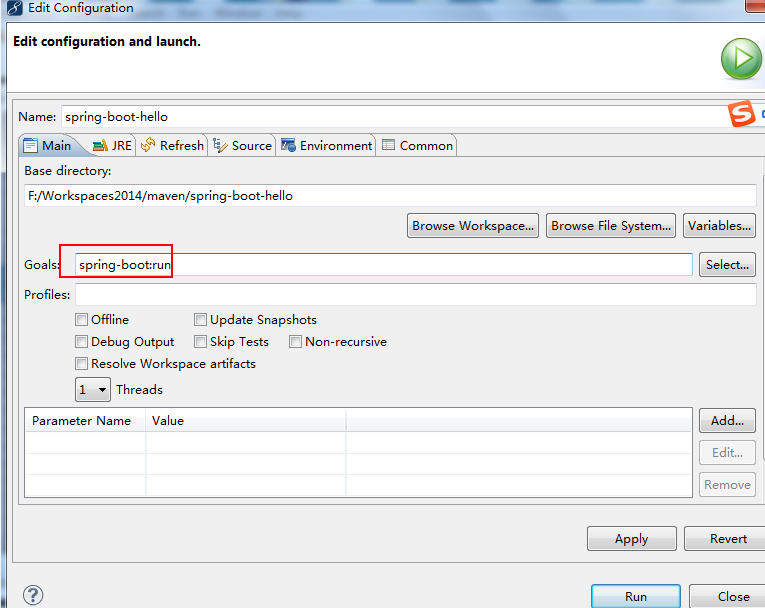 Edit Configuration
Edit configuration and launch.
Name: spring-boot-hello
Main JRE Refresh Source Environment Common
Base directory:
F:/Workspaces2014/maven/spring-boot-hello
Browse Workspace... Browse File System... Variables...
Goals: spring-boot:run Select...
Profiles:
Offline Update Snapshots
Debug Output Skip Tests Non-recursive
Resolve Workspace artifacts
1 Threads
Parameter Name Value
Add...
Edit...
Remove
Apply Revert
Run Close